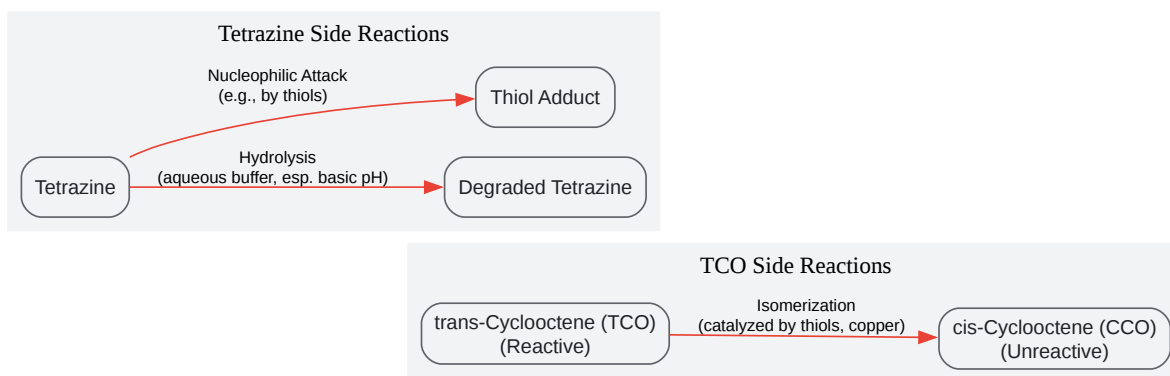 Tetrazine Side Reactions
Nucleophilic Attack
(e.g., by thiols)
Thiol Adduct
Hydrolysis
(aqueous buffer, esp. basic pH)
Tetrazine
Degraded Tetrazine
TCO Side Reactions
Isomerization
(catalyzed by thiols, copper)
trans-Cyclooctene (TCO)
(Reactive)
cis-Cyclooctene (CCO)
(Unreactive)